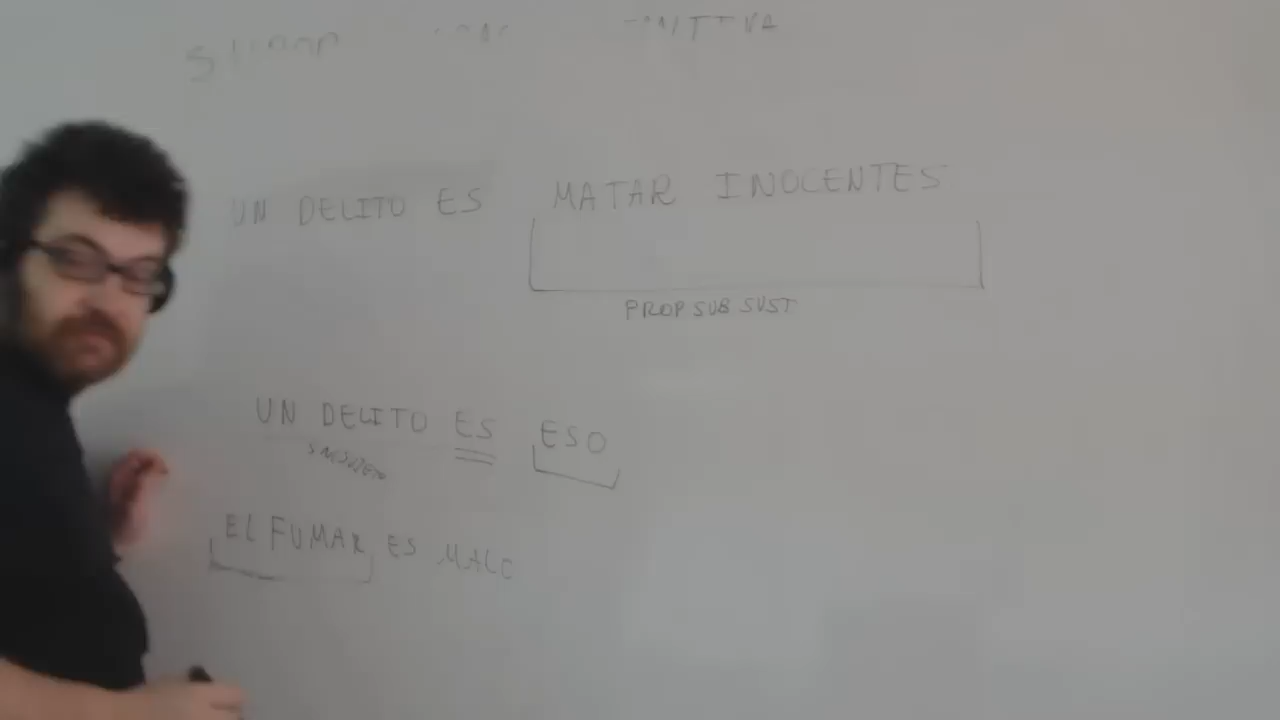 UN DELITO ES MATAR INOCENTES
PROP SUB SUST
UN DELITO ES ESO
EL FUMAR ES MALO